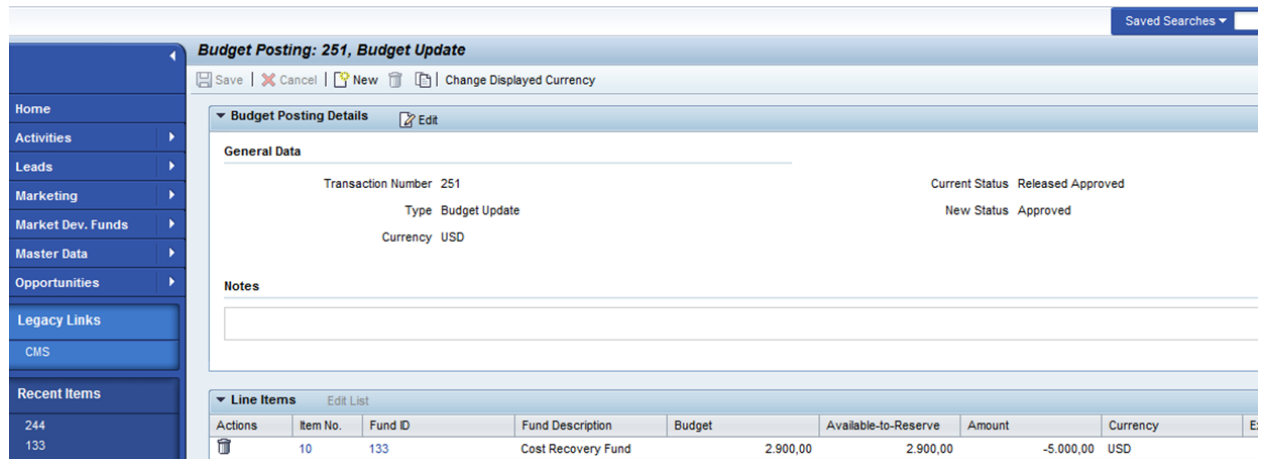 Saved Searches
Budget Posting: 251, Budget Update
Save Cancel New Change Displayed Currency
Home
Activities
Leads
Marketing
Market Dev. Funds
Master Data
Opportunities
Legacy Links
CMS
Recent Items
244
133
Budget Posting Details Edit
General Data
Transaction Number 251 Current Status Released Approved
Type Budget Update New Status Approved
Currency USD
Notes
Line Items Edit List
Actions Item No. Fund ID Fund Description Budget Available-to-Reserve Amount Currency
10 133 Cost Recovery Fund 2.900,00 2.900,00 -5.000,00 USD